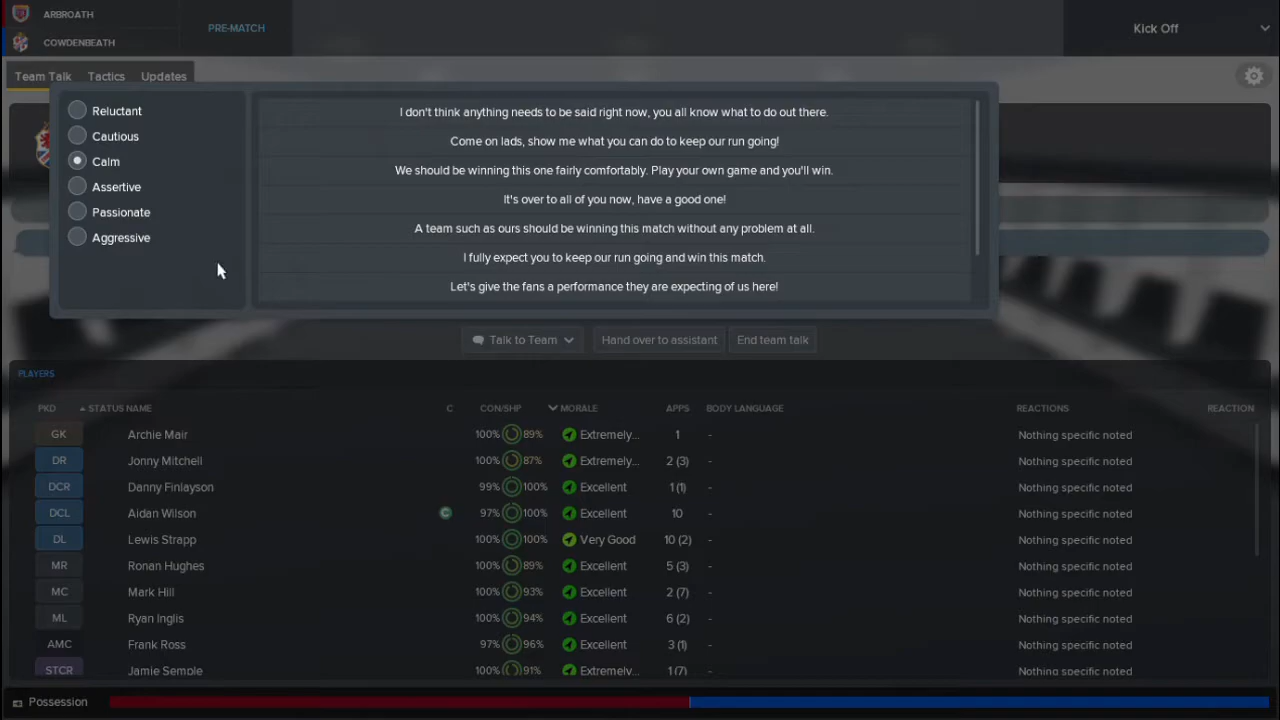 ARBROATH
COWDENBEATH
PRE-MATCH
Kick Off
Team Talk Tactics Updates
Reluctant
Cautious
Calm
Assertive
Passionate
Aggressive
I don't think anything needs to be said right now, you all know what to do out there.
Come on lads, show me what you can do to keep our run going!
We should be winning this one fairly comfortably. Play your own game and you'll win.
It's over to all of you now, have a good one!
A team such as ours should be winning this match without any problem at all.
I fully expect you to keep our run going and win this match.
Let's give the fans a performance they are expecting of us here!
Talk to Team Hand over to assistant End team talk
PLAYERS
PKD STATUS NAME C CON/SHP MORALE APPS BODY LANGUAGE REACTIONS REACTION
GK Archie Mair 100% 89% Extremely... 1 - Nothing specific noted
DR Jonny Mitchell 100% 87% Extremely... 2 (3) - Nothing specific noted
DCR Danny Finlayson 99% 100% Excellent 1 (1) - Nothing specific noted
DCL Aidan Wilson C 97% 100% Excellent 10 - Nothing specific noted
DL Lewis Strapp 100% 100% Very Good 10 (2) - Nothing specific noted
MR Ronan Hughes 100% 89% Excellent 5 (3) - Nothing specific noted
MC Mark Hill 100% 93% Excellent 2 (7) - Nothing specific noted
ML Ryan Inglis 100% 94% Excellent 6 (2) - Nothing specific noted
AMC Frank Ross 97% 96% Excellent 3 (1) - Nothing specific noted
STCR Jamie Semple 100% 91% Extremely... 1 (7) - Nothing specific noted
Possession